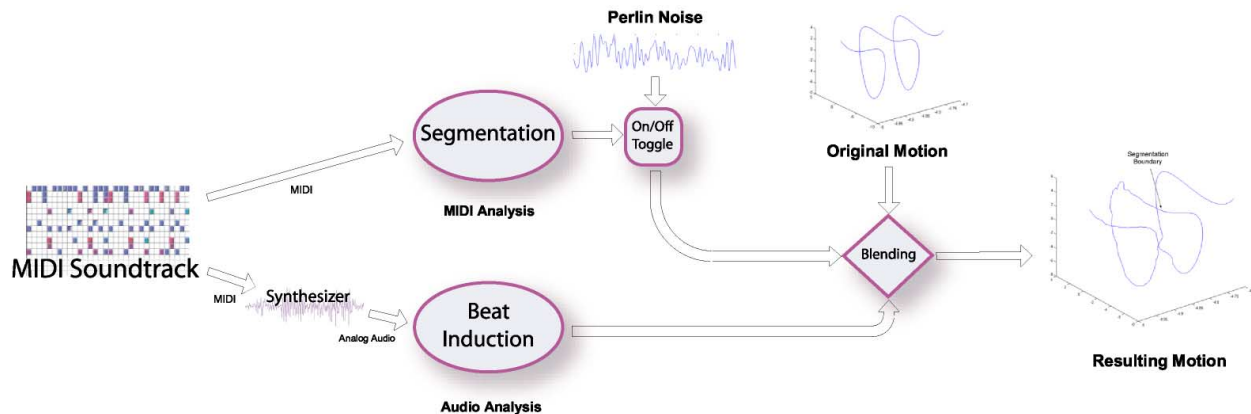 Perlin Noise
Segmentation
On/Off
Toggle
Original Motion
Segmentation
Boundary
MIDI
MIDI Analysis
MIDI Soundtrack
Blending
MIDI
Synthesizer
Beat
Induction
Analog Audio
Resulting Motion
Audio Analysis